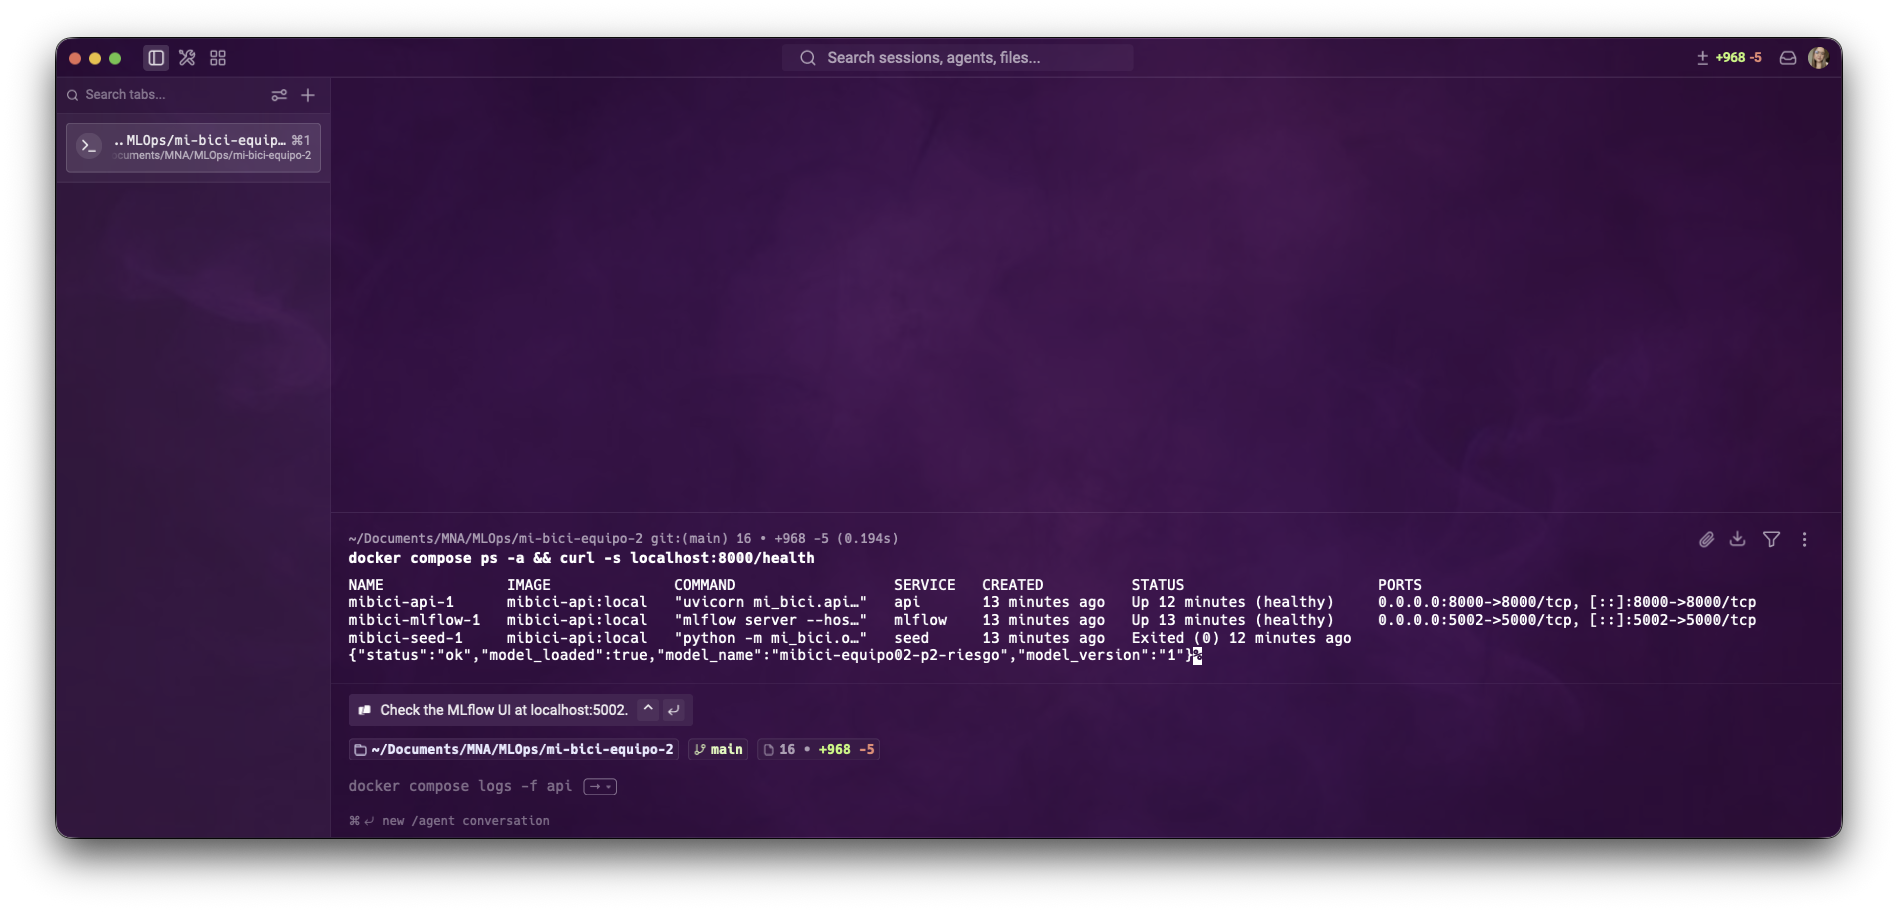 Search sessions, agents, files...
+968 -5
Search tabs...
..MLOps/mi-bici-equip… ⌘1
ocuments/MNA/MLOps/mi-bici-equipo-2
~/Documents/MNA/MLOps/mi-bici-equipo-2 git:(main) 16 • +968 -5 (0.194s)
docker compose ps -a && curl -s localhost:8000/health
NAME IMAGE COMMAND SERVICE CREATED STATUS PORTS
mibici-api-1 mibici-api:local "uvicorn mi_bici.api…" api 13 minutes ago Up 12 minutes (healthy) 0.0.0.0:8000->8000/tcp, [::]:8000->8000/tcp
mibici-mlflow-1 mibici-api:local "mlflow server --hos…" mlflow 13 minutes ago Up 13 minutes (healthy) 0.0.0.0:5002->5000/tcp, [::]:5002->5000/tcp
mibici-seed-1 mibici-api:local "python -m mi_bici.o…" seed 13 minutes ago Exited (0) 12 minutes ago
{"status":"ok","model_loaded":true,"model_name":"mibici-equipo02-p2-riesgo","model_version":"1"}%
Check the MLflow UI at localhost:5002.
~/Documents/MNA/MLOps/mi-bici-equipo-2 main 16 • +968 -5
docker compose logs -f api
⌘⏎ new /agent conversation